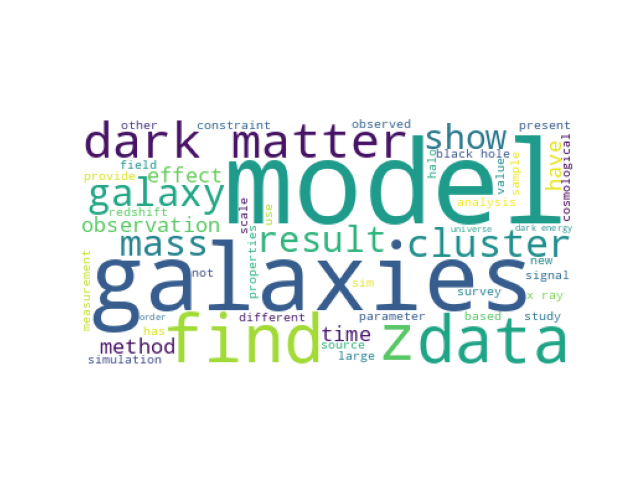 other constraint observed present
dark matter show
model
field black hole
halo
value
sample
have
cosmological
provide effect
galaxy
analysis
redshift
scale
use
observation
universe dark energy
mass result cluster
measurement
galaxies
not
properties
sim
new
signal
survey x ray
order different parameter based study
find z data
has
method time
source
simulation large